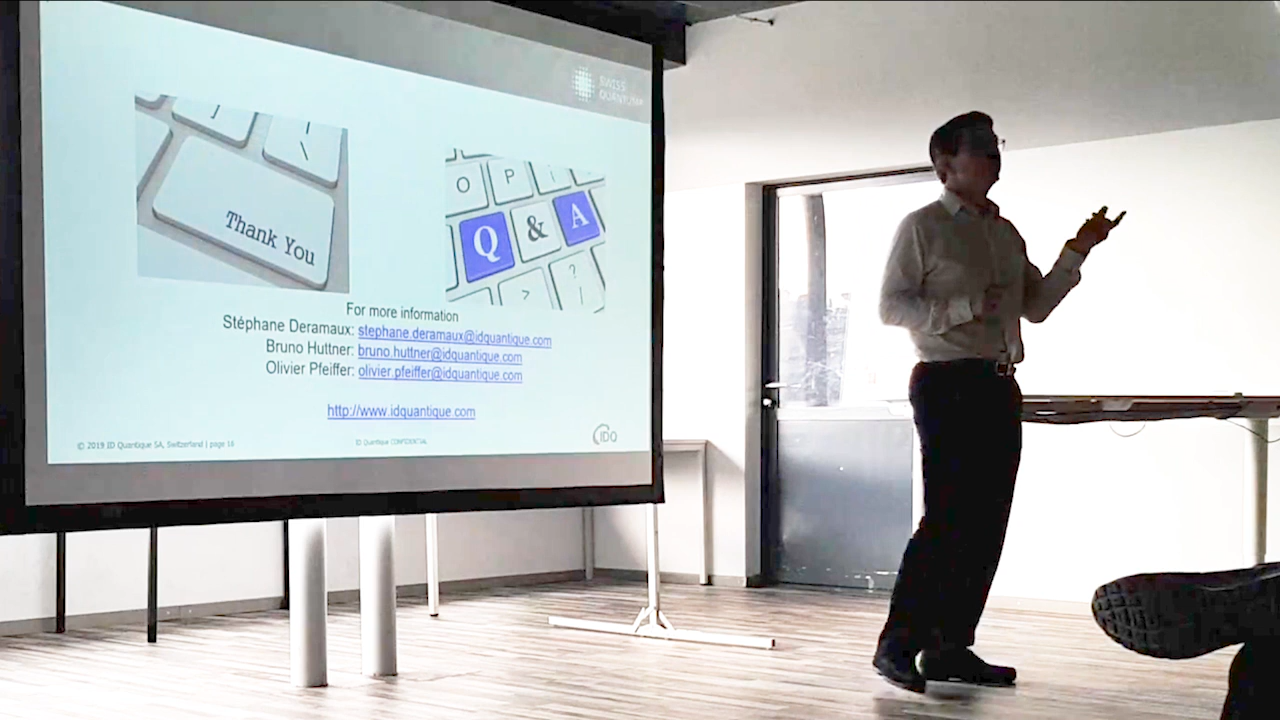 SWISS
QUANTUM
Thank You
O P
Q & A
> ?
For more information
Stéphane Deramaux: stephane.deramaux@idquantique.com
Bruno Huttner: bruno.huttner@idquantique.com
Olivier Pfeiffer: olivier.pfeiffer@idquantique.com
http://www.idquantique.com
© 2019 ID Quantique SA, Switzerland | page 16
ID Quantique CONFIDENTIAL
IDQ